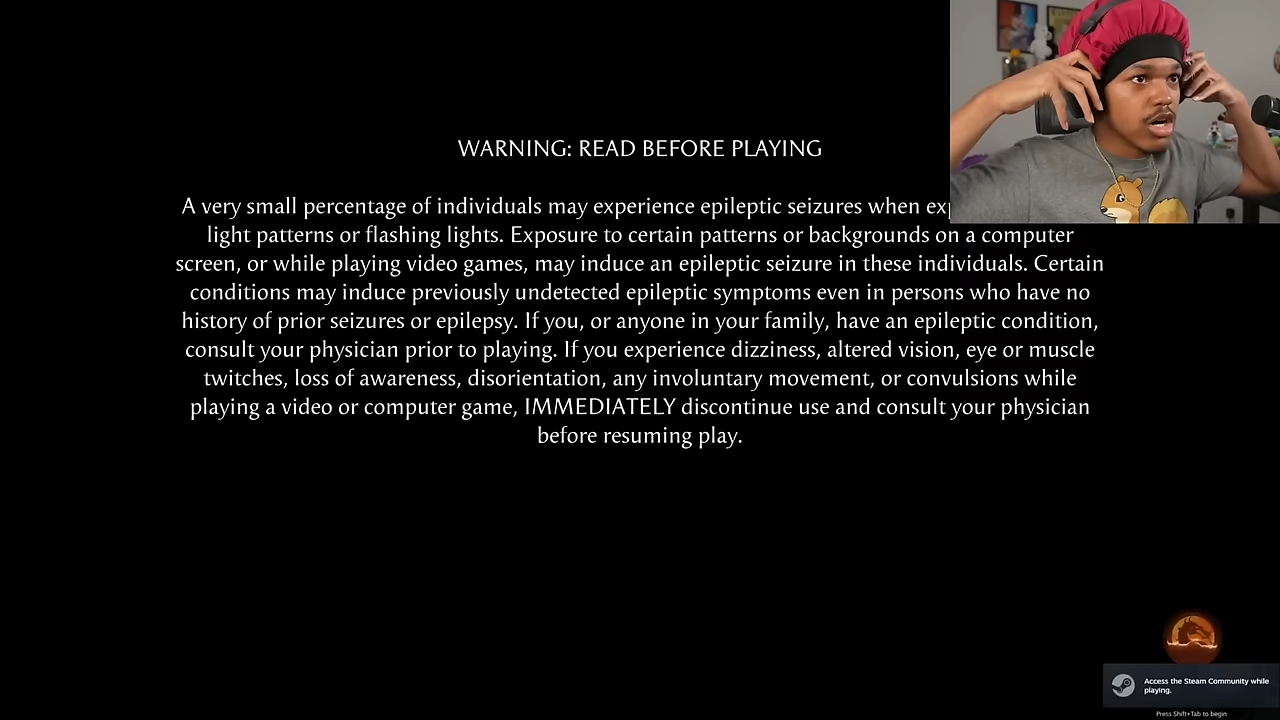 WARNING: READ BEFORE PLAYING
A very small percentage of individuals may experience epileptic seizures when
light patterns or flashing lights. Exposure to certain patterns or backgrounds on a computer
screen, or while playing video games, may induce an epileptic seizure in these individuals. Certain
conditions may induce previously undetected epileptic symptoms even in persons who have no
history of prior seizures or epilepsy. If you, or anyone in your family, have an epileptic condition,
consult your physician prior to playing. If you experience dizziness, altered vision, eye or muscle
twitches, loss of awareness, disorientation, any involuntary movement, or convulsions while
playing a video or computer game, IMMEDIATELY discontinue use and consult your physician
before resuming play.
Access the Steam Community while
playing.
Press Shift+Tab to begin